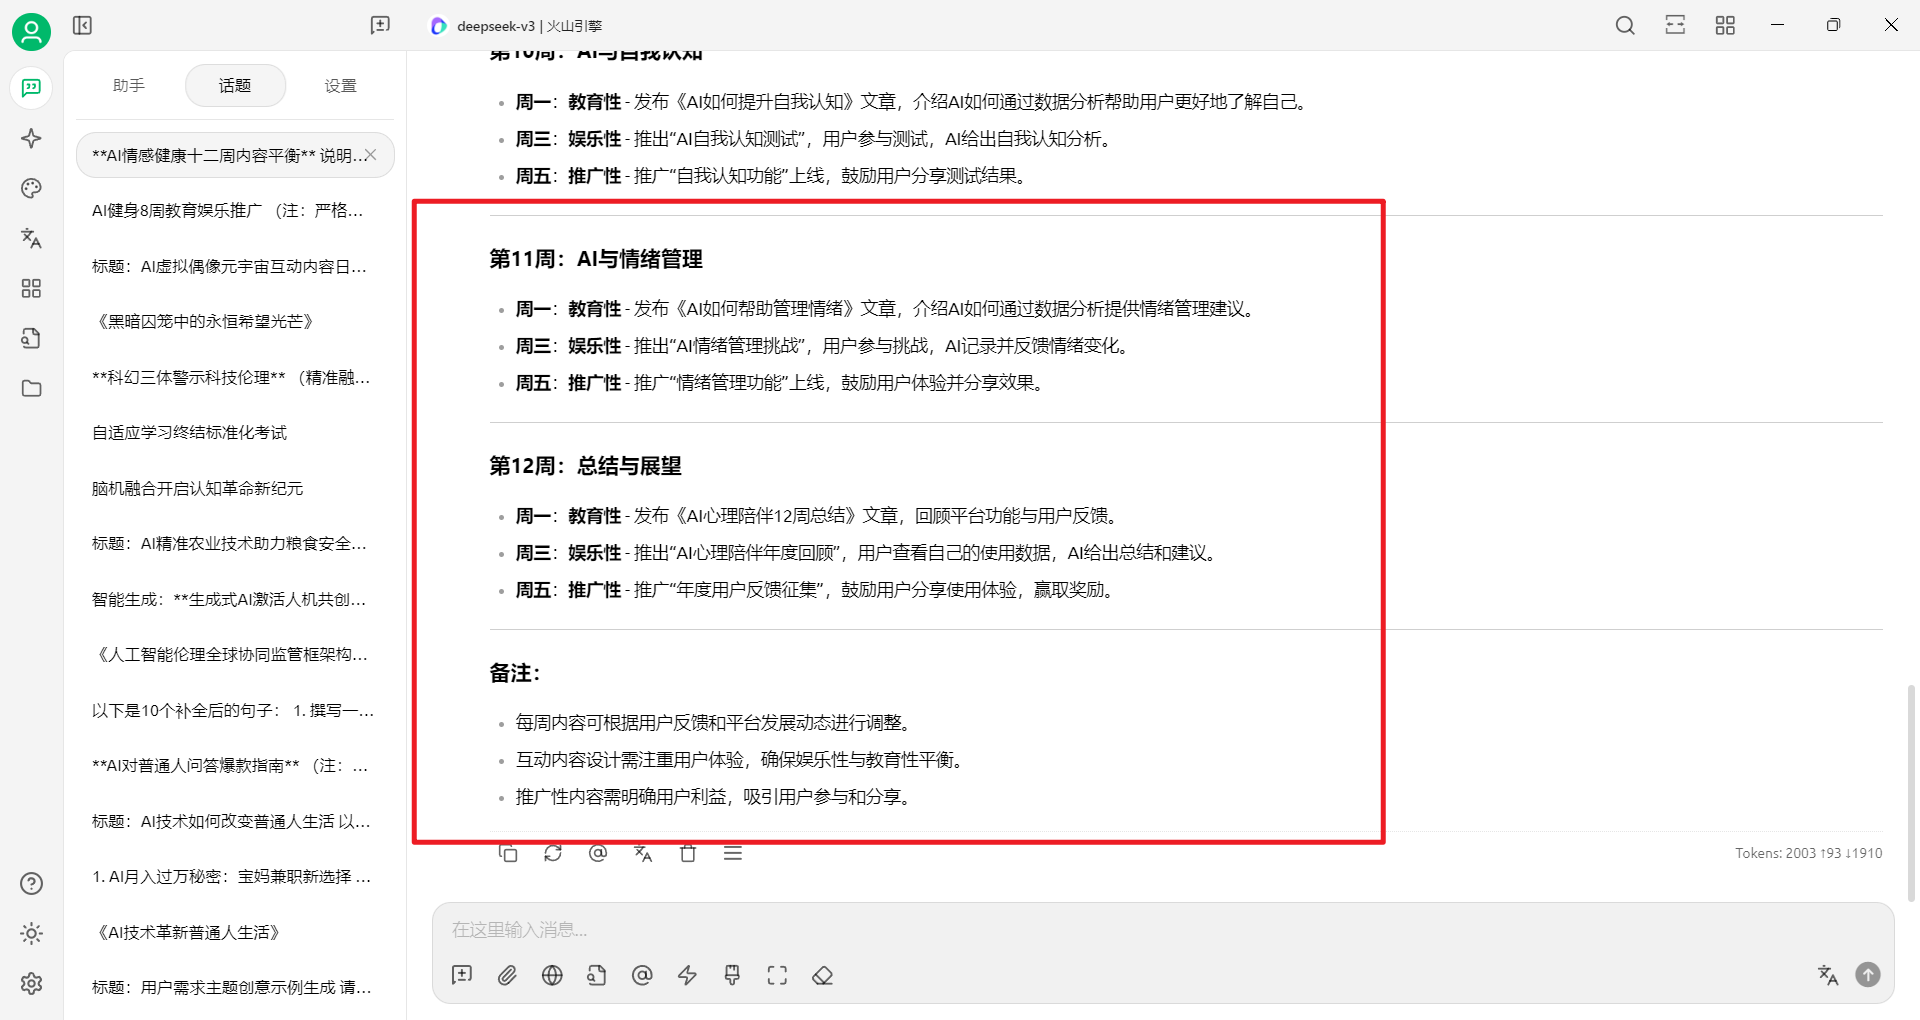 deepseek-v3 | 火山引擎
助手
话题
设置
**AI情感健康十二周内容平衡** 说明...
AI健身8周教育娱乐推广 （注：严格...
标题：AI虚拟偶像元宇宙互动内容日...
《黑暗囚笼中的永恒希望光芒》
**科幻三体警示科技伦理** （精准融...
自适应学习终结标准化考试
脑机融合开启认知革命新纪元
标题：AI精准农业技术助力粮食安全...
智能生成：**生成式AI激活人机共创...
《人工智能伦理全球协同监管框架构...
以下是10个补全后的句子： 1. 撰写一...
**AI对普通人问答爆款指南** （注：...
标题：AI技术如何改变普通人生活 以...
1. AI月入过万秘密：宝妈兼职新选择 ...
《AI技术革新普通人生活》
标题：用户需求主题创意示例生成 请...
第10周：AI与自我认知
周一：教育性 - 发布《AI如何提升自我认知》文章，介绍AI如何通过数据分析帮助用户更好地了解自己。
周三：娱乐性 - 推出“AI自我认知测试”，用户参与测试，AI给出自我认知分析。
周五：推广性 - 推广“自我认知功能”上线，鼓励用户分享测试结果。
第11周：AI与情绪管理
周一：教育性 - 发布《AI如何帮助管理情绪》文章，介绍AI如何通过数据分析提供情绪管理建议。
周三：娱乐性 - 推出“AI情绪管理挑战”，用户参与挑战，AI记录并反馈情绪变化。
周五：推广性 - 推广“情绪管理功能”上线，鼓励用户体验并分享效果。
第12周：总结与展望
周一：教育性 - 发布《AI心理陪伴12周总结》文章，回顾平台功能与用户反馈。
周三：娱乐性 - 推出“AI心理陪伴年度回顾”，用户查看自己的使用数据，AI给出总结和建议。
周五：推广性 - 推广“年度用户反馈征集”，鼓励用户分享使用体验，赢取奖励。
备注：
每周内容可根据用户反馈和平台发展动态进行调整。
互动内容设计需注重用户体验，确保娱乐性与教育性平衡。
推广性内容需明确用户利益，吸引用户参与和分享。
Tokens: 2003 ↑93 ↓1910
在这里输入消息...